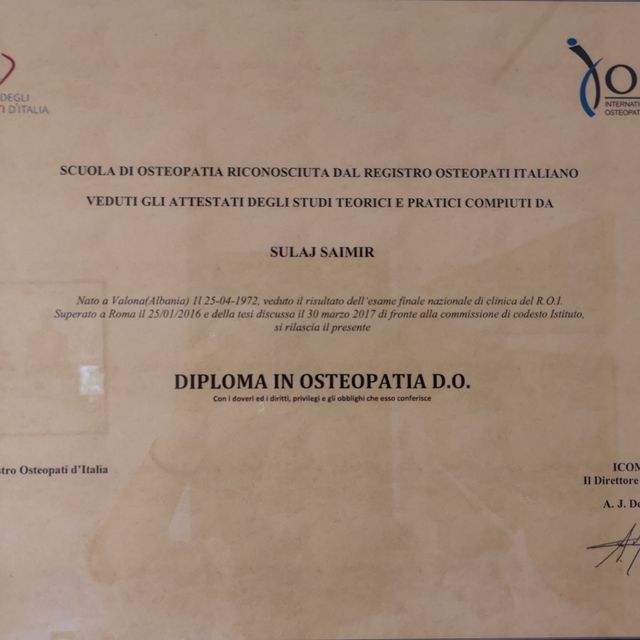 DEGLI
D'ITALIA
INTERNATIONAL
SCUOLA DI OSTEOPATIA RICONOSCIUTA DAL REGISTRO OSTEOPATI ITALIANO
VEDUTI GLI ATTESTATI DEGLI STUDI TEORICI E PRATICI COMPIUTI DA
SULAJ SAIMIR
Nato a Valona(Albania) Il 25-04-1972, veduto il risultato dell'esame finale nazionale di clinica del R.O.I.
Superato a Roma il 25/01/2016 e della tesi discussa il 30 marzo 2017 di fronte alla commissione di codesto Istituto,
si rilascia il presente
DIPLOMA IN OSTEOPATIA D.O.
Con i doveri ed i diritti, privilegi e gli obblighi che esso conferisce
stro Osteopati d'Italia
ICOM
Il Direttore
A. J. De